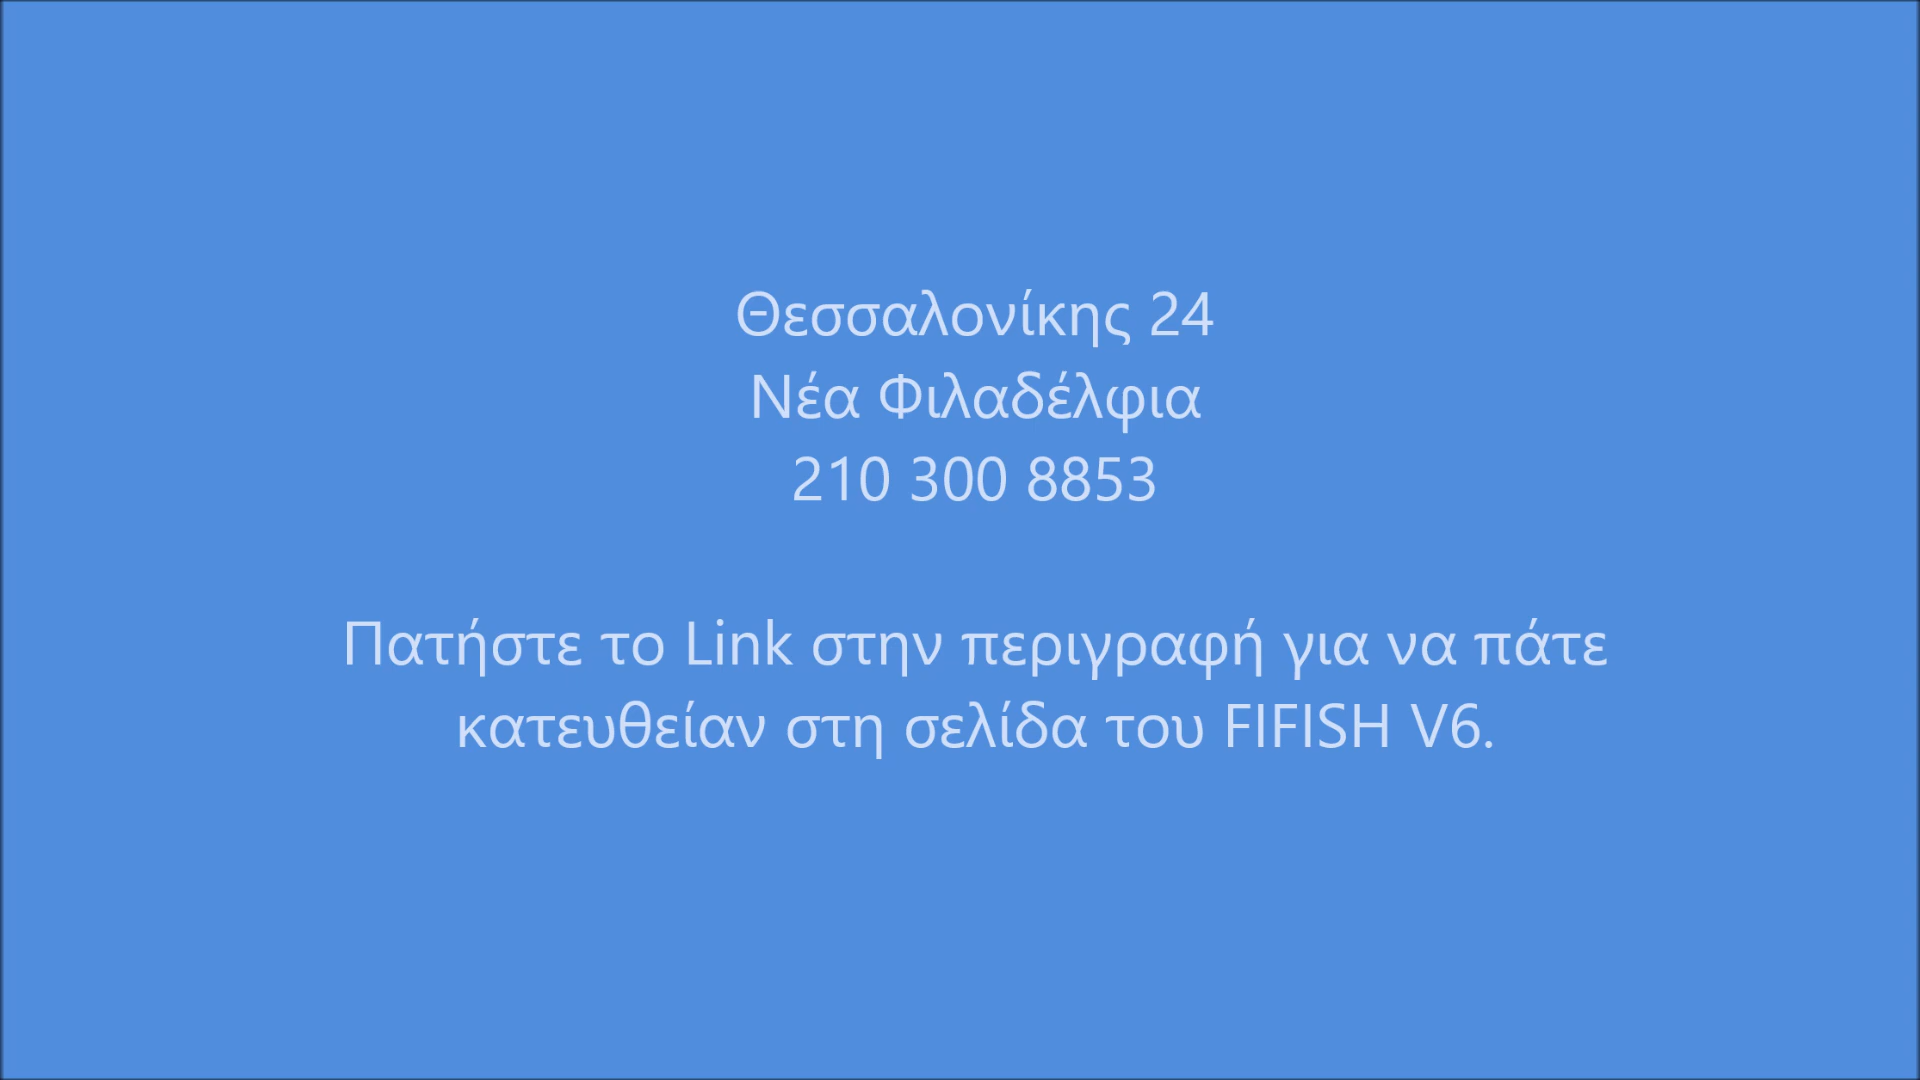 Θεσσαλονίκης 24
Νέα Φιλαδέλφια
210 300 8853
Πατήστε το Link στην περιγραφή για να πάτε
κατευθείαν στη σελίδα του FIFISH V6.